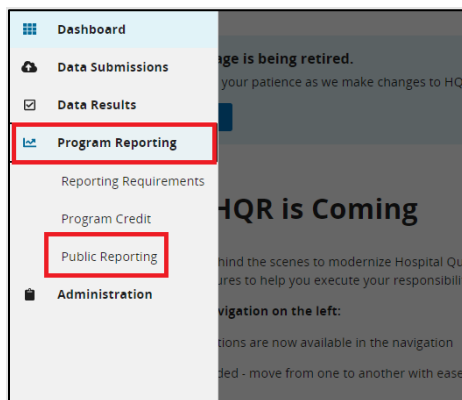 Dashboard
Data Submissions
Data Results
Program Reporting
Reporting Requirements
Program Credit
Public Reporting
Administration
age is being retired.
your patience as we make changes to HQ
HQR is Coming
hind the scenes to modernize Hospital Qu
ures to help you execute your responsibili
vigation on the left:
tions are now available in the navigation
ded - move from one to another with ease